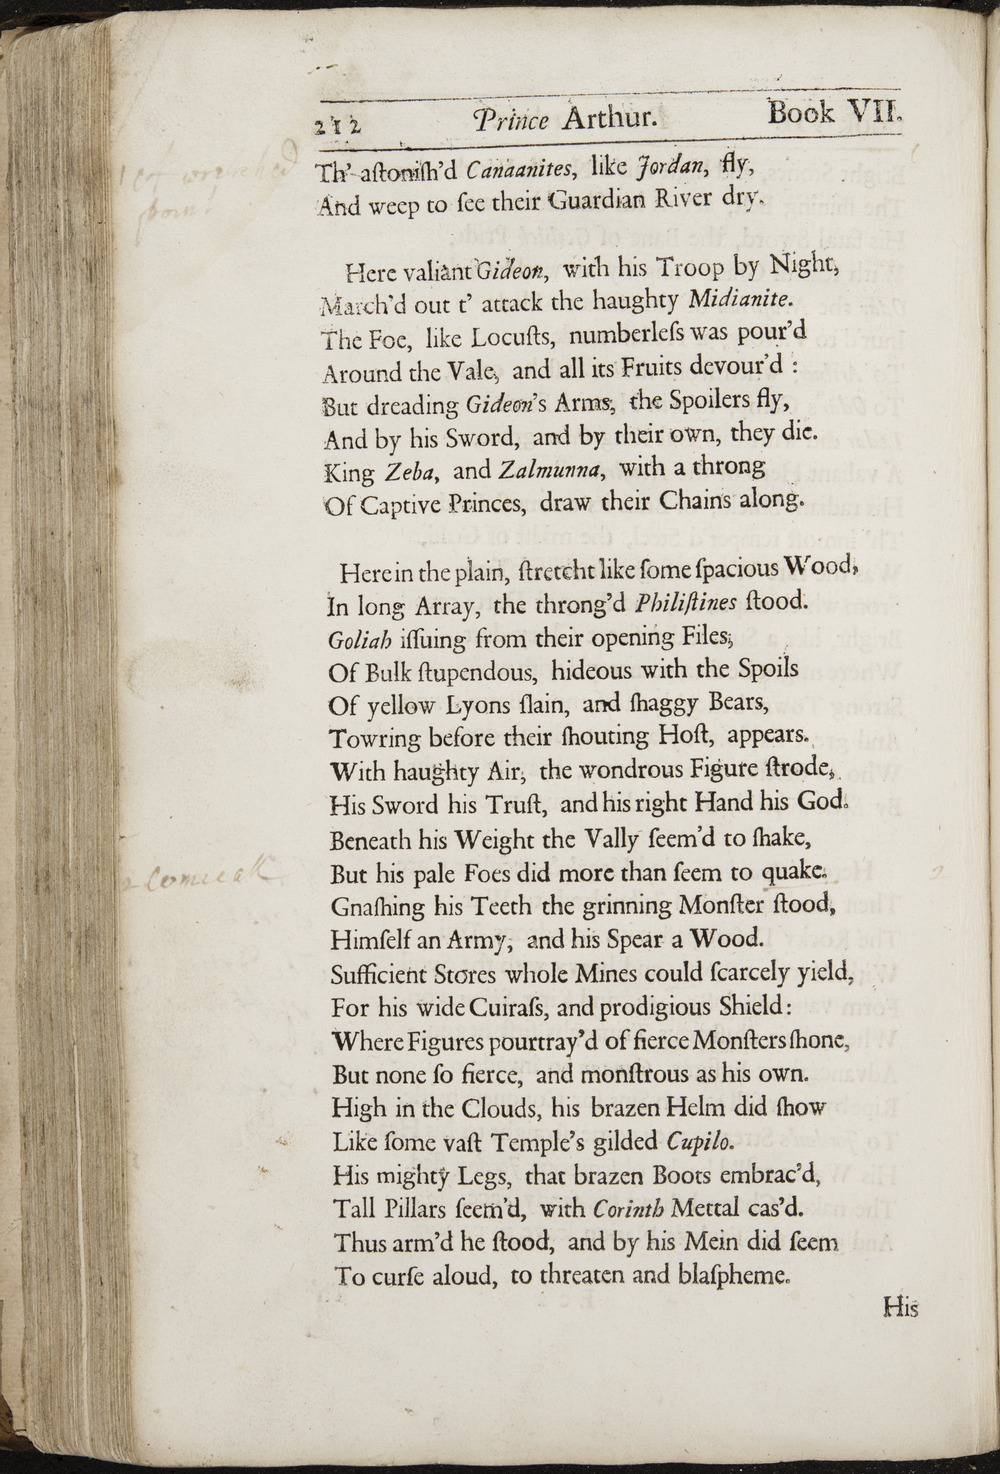 212 Prince Arthur. Book VII.
Th' aſtoniſh'd Canaanites, like Jordan, fly,
And weep to ſee their Guardian River dry.
Here valiant Gideon, with his Troop by Night,
March'd out t' attack the haughty Midianite.
The Foe, like Locuſts, numberleſs was pour'd
Around the Vale, and all its Fruits devour'd :
But dreading Gideon's Arms, the Spoilers fly,
And by his Sword, and by their own, they die.
King Zeba, and Zalmunna, with a throng
Of Captive Princes, draw their Chains along.
Here in the plain, ſtretcht like ſome ſpacious Wood,
In long Array, the throng'd Philiſtines ſtood.
Goliah iſſuing from their opening Files,
Of Bulk ſtupendous, hideous with the Spoils
Of yellow Lyons ſlain, and ſhaggy Bears,
Towring before their ſhouting Hoſt, appears.
With haughty Air, the wondrous Figure ſtrode,
His Sword his Truſt, and his right Hand his God.
Beneath his Weight the Vally ſeem'd to ſhake,
2 Comicak But his pale Foes did more than ſeem to quake. 2
Gnaſhing his Teeth the grinning Monſter ſtood,
Himſelf an Army, and his Spear a Wood.
Sufficient Stores whole Mines could ſcarcely yield,
For his wide Cuiraſs, and prodigious Shield:
Where Figures pourtray'd of fierce Monſters ſhone,
But none ſo fierce, and monſtrous as his own.
High in the Clouds, his brazen Helm did ſhow
Like ſome vaſt Temple's gilded Cupilo.
His mighty Legs, that brazen Boots embrac'd,
Tall Pillars ſeem'd, with Corinth Mettal cas'd.
Thus arm'd he ſtood, and by his Mein did ſeem
To curſe aloud, to threaten and blaſpheme.
His